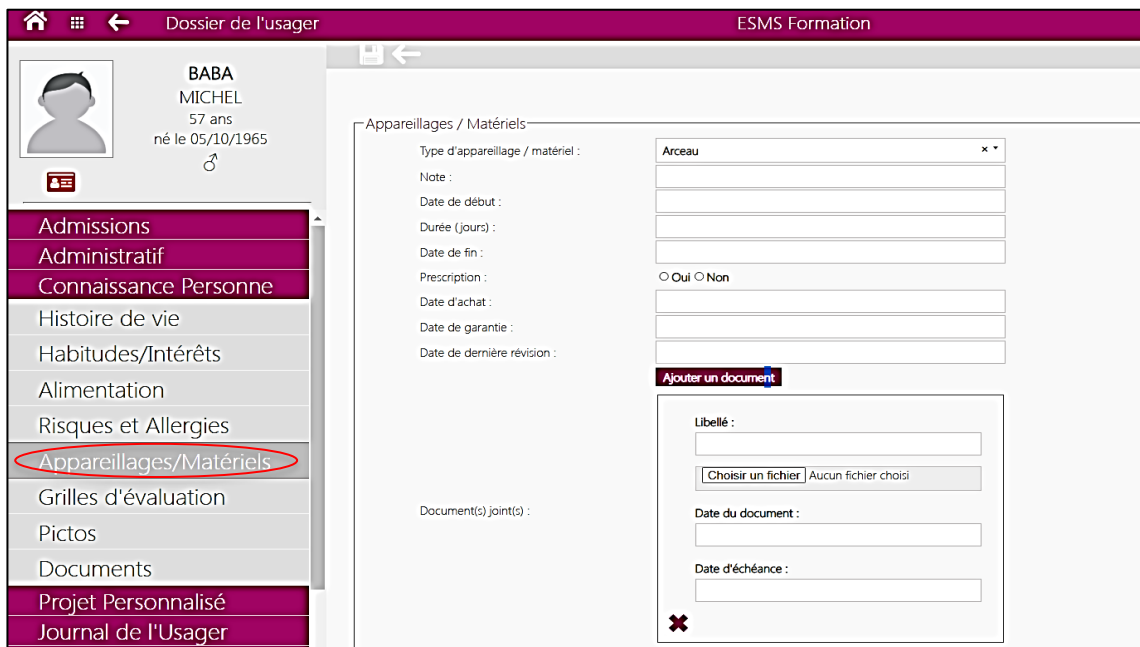 Dossier de l'usager
ESMS Formation
BABA
MICHEL
57 ans
né le 05/10/1965
Admissions
Administratif
Connaissance Personne
Histoire de vie
Habitudes/Intérêts
Alimentation
Risques et Allergies
Appareillages/Matériels
Grilles d'évaluation
Pictos
Documents
Projet Personnalisé
Journal de l'Usager
Appareillages / Matériels
Type d'appareillage / matériel :
Arceau
Note :
Date de début :
Durée (jours) :
Date de fin :
Prescription :
Oui Non
Date d'achat :
Date de garantie :
Date de dernière révision :
Ajouter un document
Document(s) joint(s) :
Libellé :
Choisir un fichier Aucun fichier choisi
Date du document :
Date d'échéance :